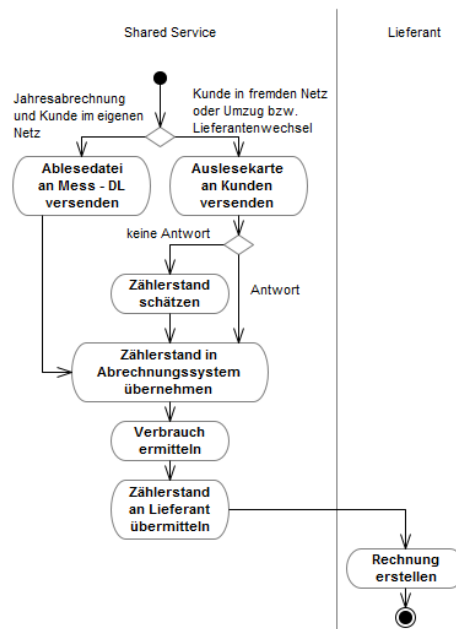 Shared Service
Lieferant
Jahresabrechnung
und Kunde im eigenen
Netz
Kunde in fremden Netz
oder Umzug bzw.
Lieferantenwechsel
Ablesedatei
an Mess - DL
versenden
Auslesekarte
an Kunden
versenden
keine Antwort
Antwort
Zählerstand
schätzen
Zählerstand in
Abrechnungssystem
übernehmen
Verbrauch
ermitteln
Zählerstand
an Lieferant
übermitteln
Rechnung
erstellen